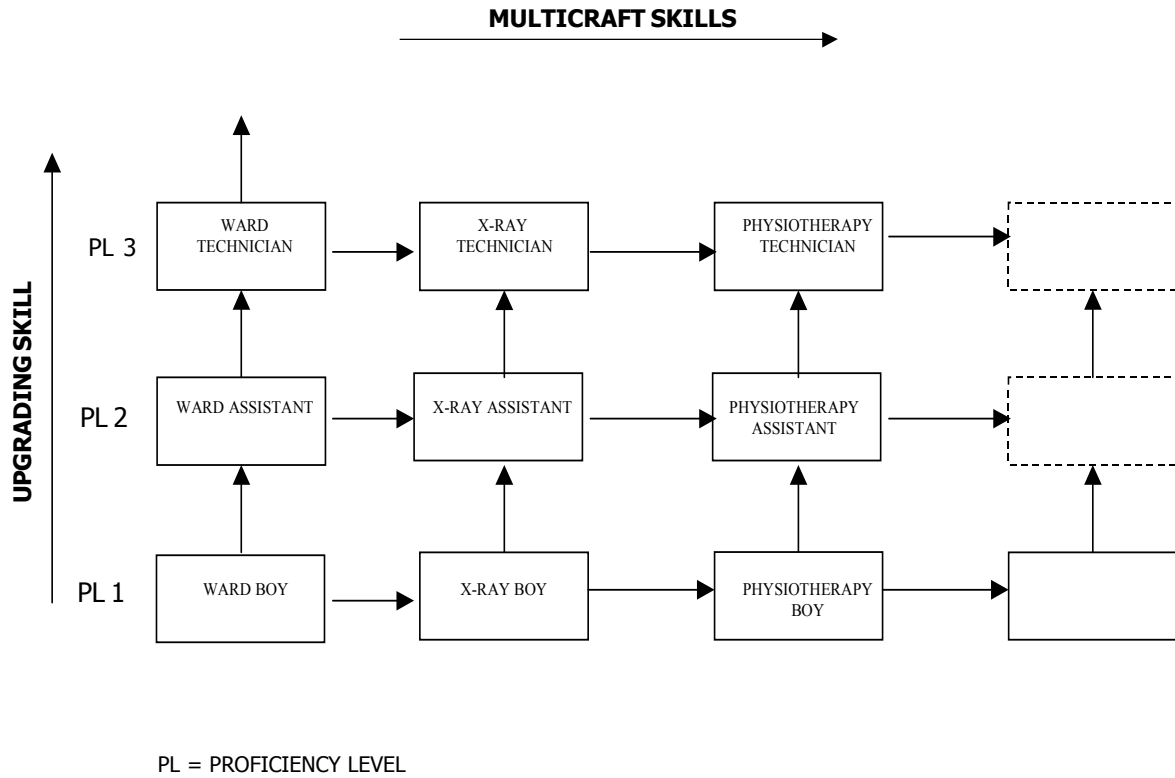 MULTICRAFT SKILLS
UPGRADING SKILL
PL 3
WARD
TECHNICIAN
X-RAY
TECHNICIAN
PHYSIOTHERAPY
TECHNICIAN
PL 2
WARD ASSISTANT
X-RAY ASSISTANT
PHYSIOTHERAPY
ASSISTANT
PL 1
WARD BOY
X-RAY BOY
PHYSIOTHERAPY
BOY
PL = PROFICIENCY LEVEL